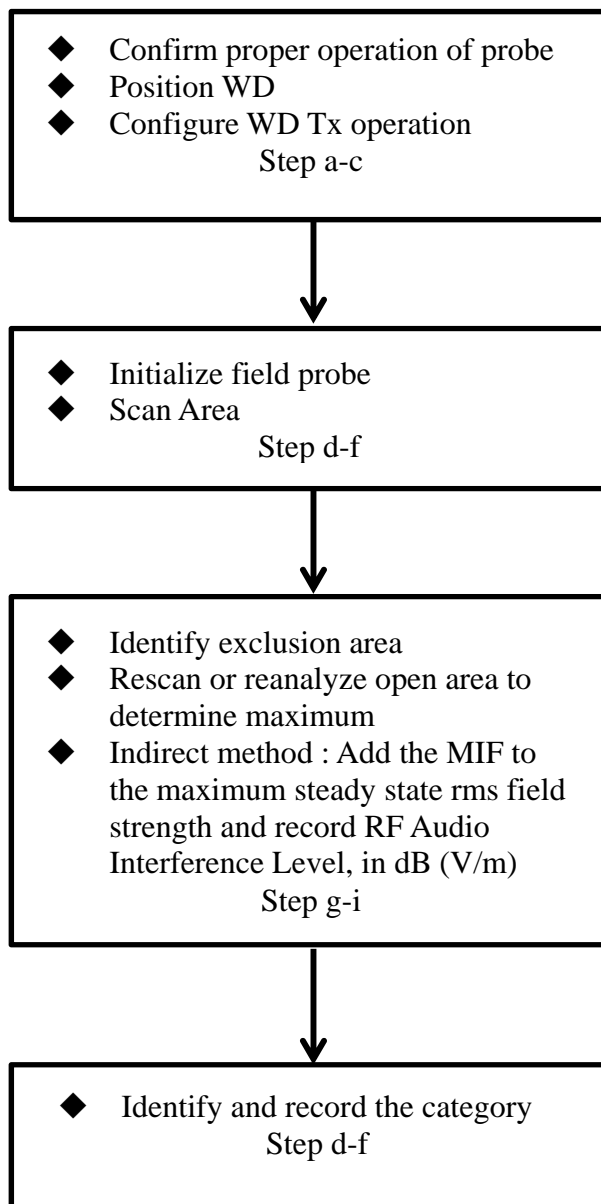 ◆ Confirm proper operation of probe
◆ Position WD
◆ Configure WD Tx operation
Step a-c
◆ Initialize field probe
◆ Scan Area
Step d-f
◆ Identify exclusion area
◆ Rescan or reanalyze open area to
determine maximum
◆ Indirect method : Add the MIF to
the maximum steady state rms field
strength and record RF Audio
Interference Level, in dB (V/m)
Step g-i
◆ Identify and record the category
Step d-f